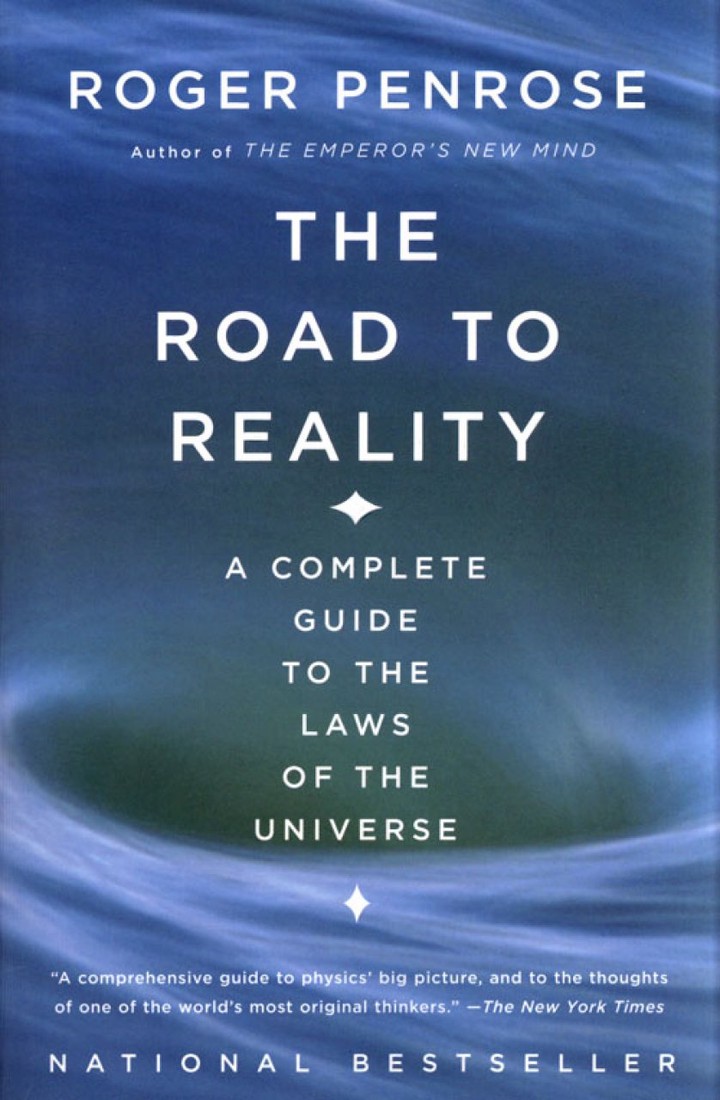 ROGER PENROSE
Author of THE EMPEROR'S NEW MIND
THE
ROAD TO
REALITY
A COMPLETE
GUIDE
TO THE
LAWS
OF THE
UNIVERSE
“A comprehensive guide to physics’ big picture, and to the thoughts
of one of the world’s most original thinkers.” —The New York Times
NATIONAL BESTSELLER